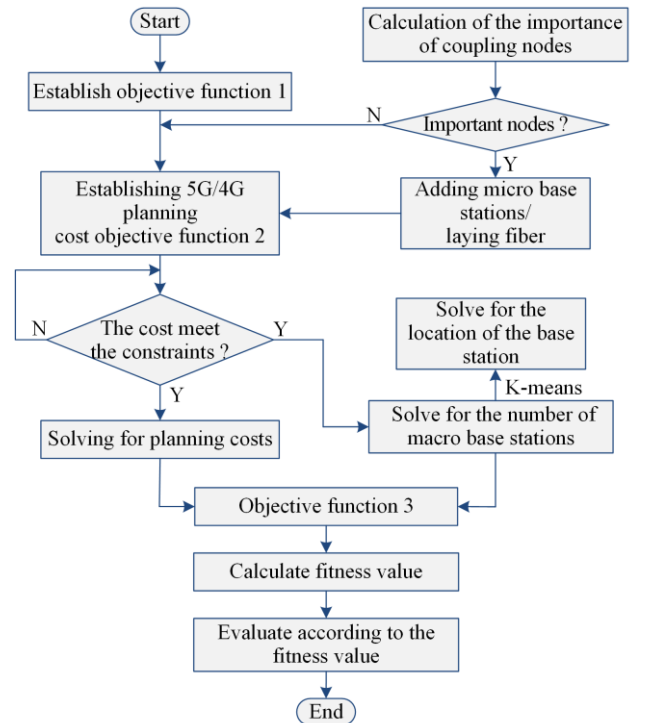 Start
Calculation of the importance
of coupling nodes
Establish objective function 1
N
Important nodes ?
Y
Establishing 5G/4G
planning
cost objective function 2
Adding micro base
stations/
laying fiber
N
The cost meet
the constraints ?
Y
Y
Solve for the
location of the base
station
K-means
Solving for planning costs
Solve for the number of
macro base stations
Objective function 3
Calculate fitness value
Evaluate according to the
fitness value
End